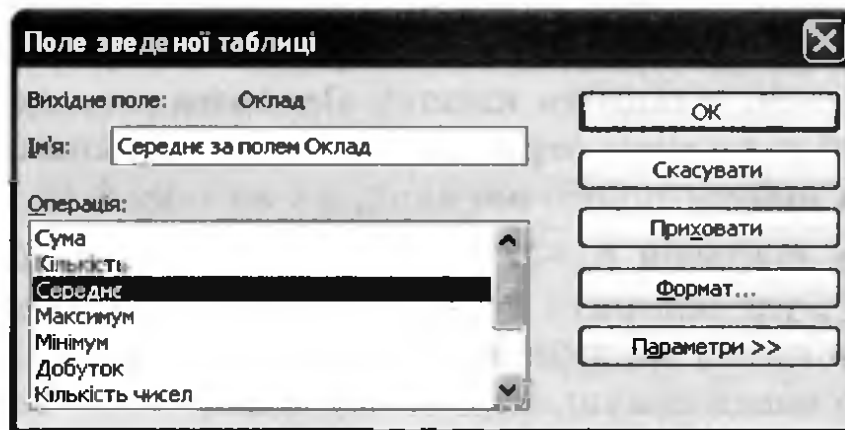 Поле зведеної таблиці
Вихідне поле: Оклад
Ім'я: Середнє за полем Оклад
Операція:
Сума
Кількість
Середнє
Максимум
Мінімум
Добуток
Кількість чисел
ОК
Скасувати
Приховати
Формат...
Параметри >>